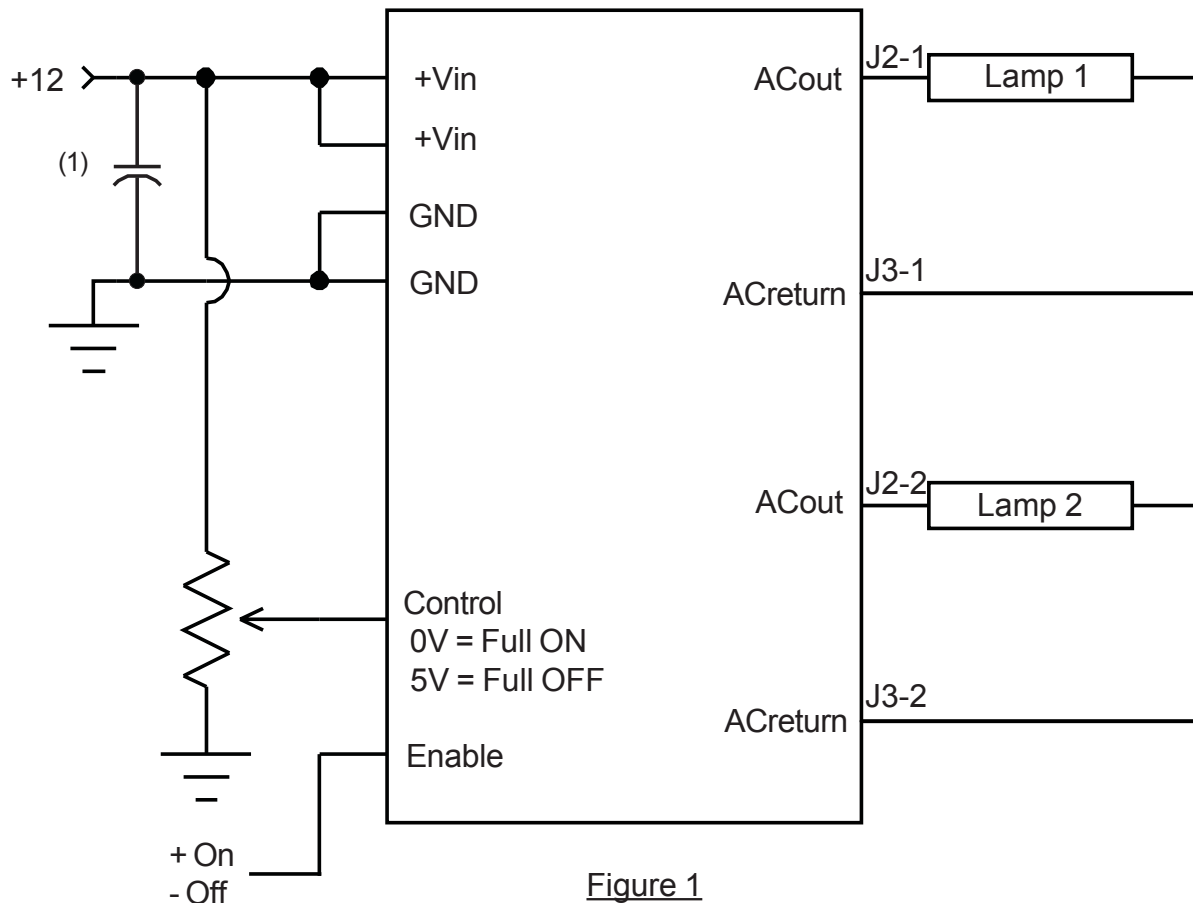 +12
(1)
+Vin
+Vin
GND
GND
Control
0V = Full ON
5V = Full OFF
Enable
+ On
- Off
ACout
J2-1
Lamp 1
ACreturn
J3-1
ACout
J2-2
Lamp 2
ACreturn
J3-2
Figure 1